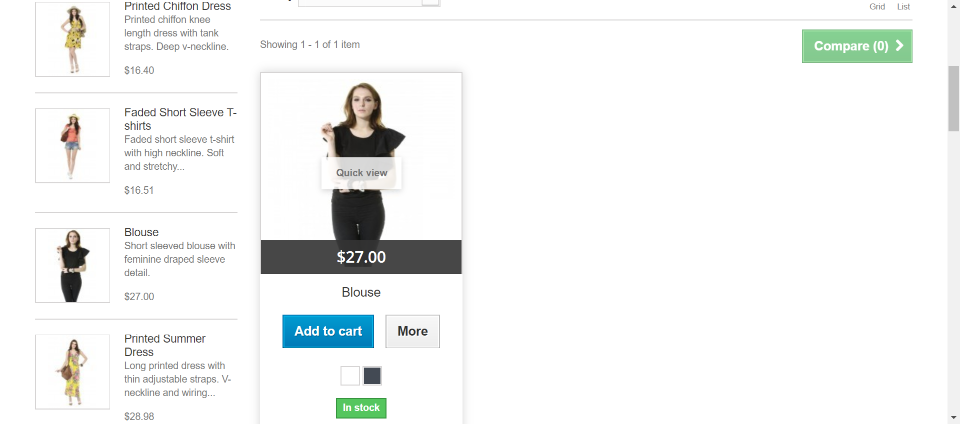 Printed Chiffon Dress
Printed chiffon knee
length dress with tank
straps. Deep v-neckline.
$16.40
Faded Short Sleeve T-
shirts
Faded short sleeve t-shirt
with high neckline. Soft
and stretchy...
$16.51
Blouse
Short sleeved blouse with
feminine draped sleeve
detail.
$27.00
Printed Summer
Dress
Long printed dress with
thin adjustable straps. V-
neckline and wiring...
$28.98
Grid List
Showing 1 - 1 of 1 item
Compare (0)
Quick view
$27.00
Blouse
Add to cart
More
In stock